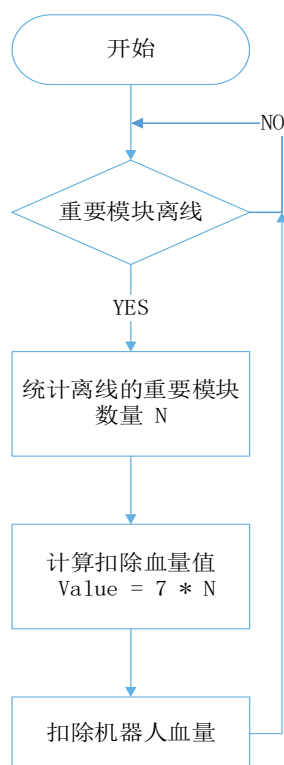 开始
NO
重要模块离线
YES
统计离线的重要模块
数量 N
计算扣除血量值
Value = 7 * N
扣除机器人血量